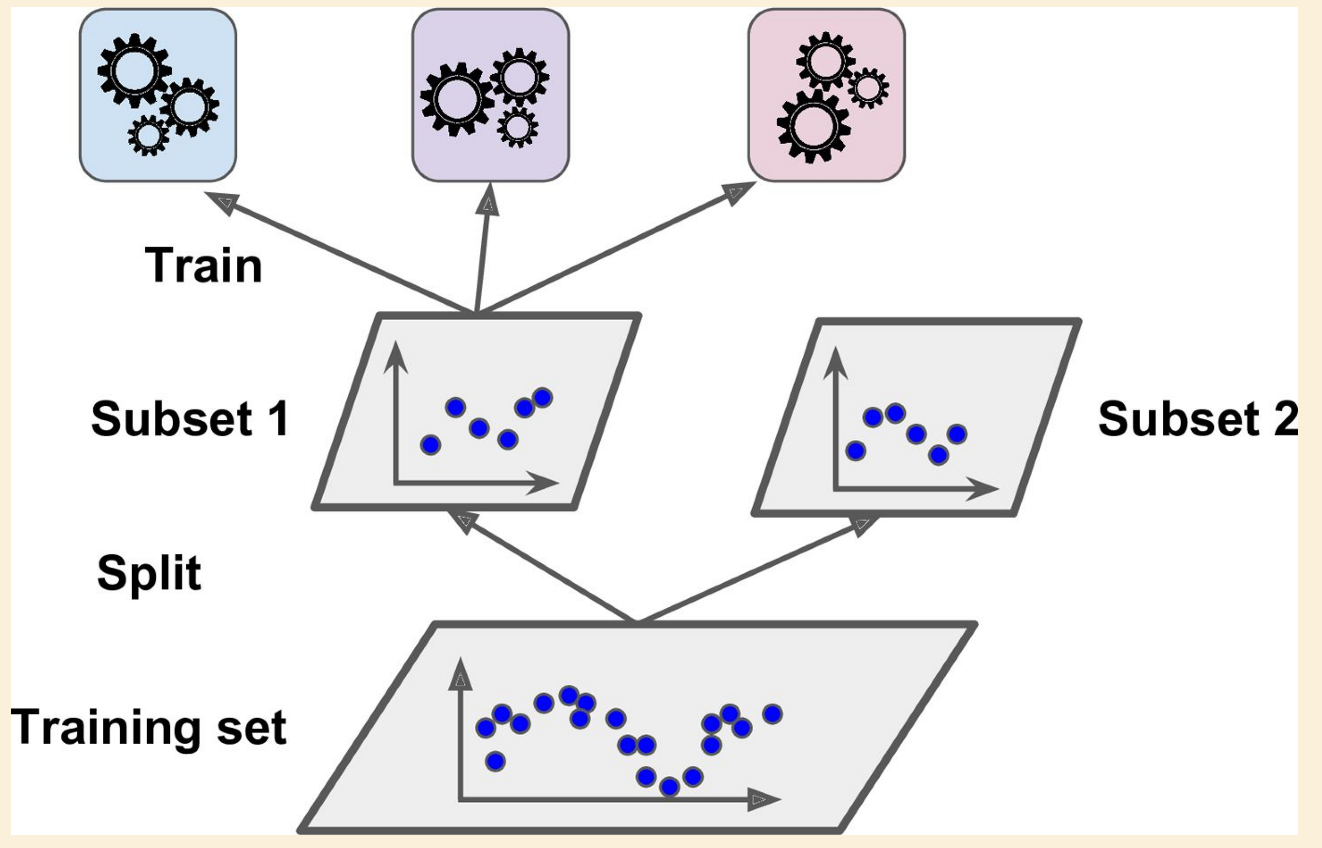 Train
Subset 1
Subset 2
Split
Training set